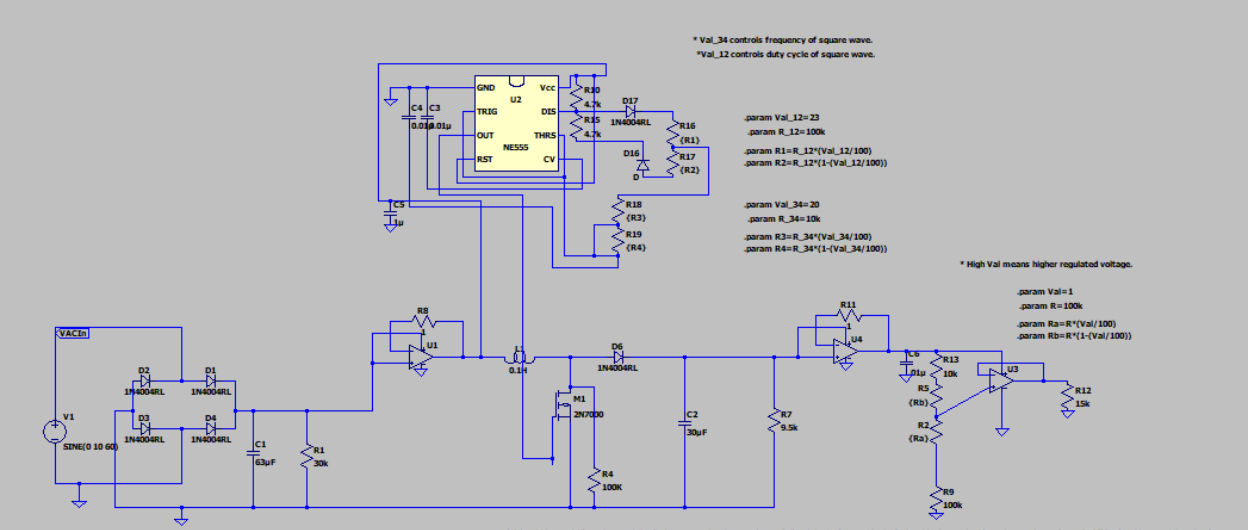 * Val_34 controls frequency of square wave.
*Val_12 controls duty cycle of square wave.
GND
Vcc
U2
TRIG
DIS
OUT
THRS
NE555
RST
CV
C4
C3
0.01µ
0.01µ
R10
4.7k
R15
4.7k
D17
1N4004RL
R16
{R1}
D16
D
R17
{R2}
.param Val_12=23
.param R_12=100k
.param R1=R_12*(Val_12/100)
.param R2=R_12*(1-(Val_12/100))
C5
1µ
R18
{R3}
R19
{R4}
.param Val_34=20
.param R_34=10k
.param R3=R_34*(Val_34/100)
.param R4=R_34*(1-(Val_34/100))
* High Val means higher regulated voltage.
.param Val=1
.param R=100k
.param Ra=R*(Val/100)
.param Rb=R*(1-(Val/100))
VACIn
R8
1
U1
L1
0.1H
D6
1N4004RL
R11
1
U4
C6
.01µ
R13
10k
R5
{Rb}
U3
R12
15k
D2
1N4004RL
D1
1N4004RL
D3
1N4004RL
D4
1N4004RL
V1
SINE(0 10 60)
C1
63µF
R1
30k
M1
2N7000
C2
30µF
R7
9.5k
R2
{Ra}
R4
100K
R9
100k